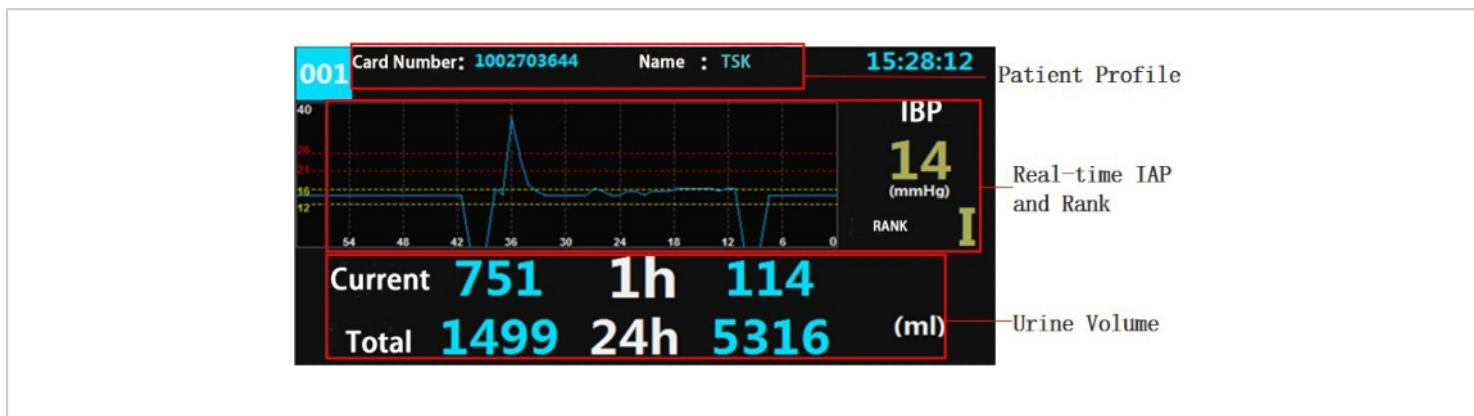 001 Card Number: 1002703644 Name : TSK 15:28:12
Patient Profile
40
26
21
16
12
54 48 42 36 30 24 18 12 6 0
IBP
14
(mmHg)
RANK I
Real-time IAP
and Rank
Current 751 1h 114
Total 1499 24h 5316 (ml)
Urine Volume